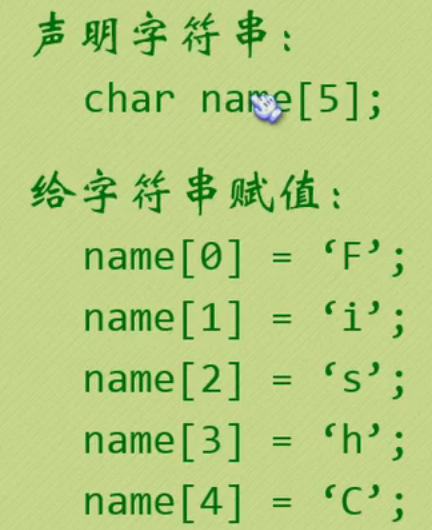 声明字符串：
char name[5];
给字符串赋值：
name[0] = ‘F’;
name[1] = ‘i’;
name[2] = ‘s’;
name[3] = ‘h’;
name[4] = ‘C’;